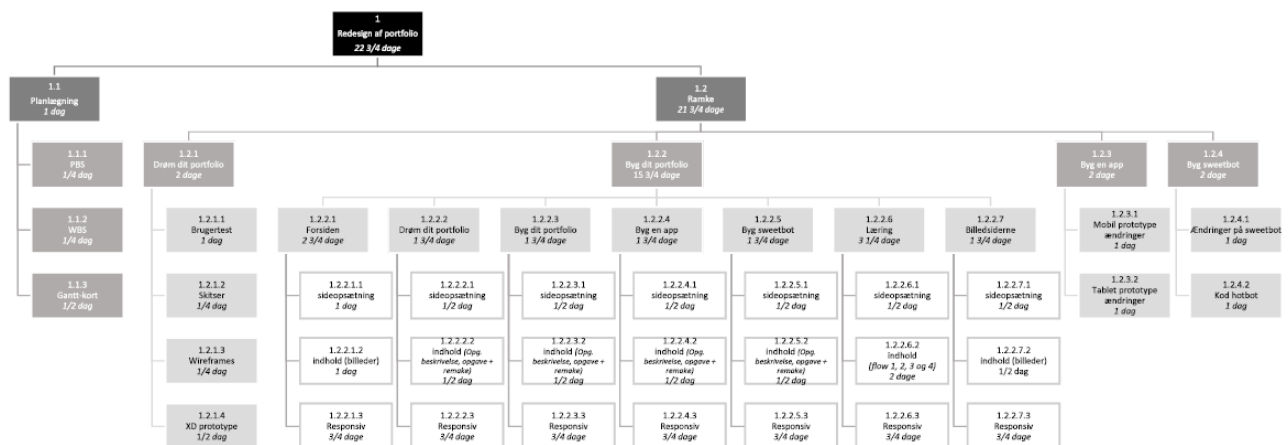 1
Redesign af portfolio
22 3/4 dage
1.1
Planlægning
1 dag
1.2
Ramke
21 3/4 dage
1.1.1
PBS
1/4 dag
1.1.2
WBS
1/4 dag
1.1.3
Gantt-kort
1/2 dag
1.2.1
Drøm dit portfolio
2 dage
1.2.2
Byg dit portfolio
15 3/4 dage
1.2.3
Byg en app
2 dage
1.2.4
Byg sweetbot
2 dage
1.2.1.1
Brugertest
1 dag
1.2.1.2
Skitser
1/4 dag
1.2.1.3
Wireframes
1/4 dag
1.2.1.4
XD prototype
1/2 dag
1.2.2.1
Forsiden
2 3/4 dage
1.2.2.1.1
sideopsætning
1 dag
1.2.2.1.2
indhold (billeder)
1 dag
1.2.2.1.3
Responsiv
3/4 dage
1.2.2.2
Drøm dit portfolio
1 3/4 dage
1.2.2.2.1
sideopsætning
1/2 dag
1.2.2.2.2
indhold (Opg.
beskrivelse, opgave +
remake)
1/2 dag
1.2.2.2.3
Responsiv
3/4 dage
1.2.2.3
Byg dit portfolio
1 3/4 dage
1.2.2.3.1
sideopsætning
1/2 dag
1.2.2.3.2
indhold (Opg.
beskrivelse, opgave +
remake)
1/2 dag
1.2.2.3.3
Responsiv
3/4 dage
1.2.2.4
Byg en app
1 3/4 dage
1.2.2.4.1
sideopsætning
1/2 dag
1.2.2.4.2
indhold (Opg.
beskrivelse, opgave +
remake)
1/2 dag
1.2.2.4.3
Responsiv
3/4 dage
1.2.2.5
Byg sweetbot
1 3/4 dage
1.2.2.5.1
sideopsætning
1/2 dag
1.2.2.5.2
indhold (Opg.
beskrivelse, opgave +
remake)
1/2 dag
1.2.2.5.3
Responsiv
3/4 dage
1.2.2.6
Læring
3 1/4 dage
1.2.2.6.1
sideopsætning
1/2 dag
1.2.2.6.2
indhold
(flow 1, 2, 3 og 4)
2 dage
1.2.2.6.3
Responsiv
3/4 dage
1.2.2.7
Billedsiderne
1 3/4 dage
1.2.2.7.1
sideopsætning
1/2 dag
1.2.2.7.2
indhold (billeder)
1/2 dag
1.2.2.7.3
Responsiv
3/4 dage
1.2.3.1
Mobil prototype
ændringer
1 dag
1.2.3.2
Tablet prototype
ændringer
1 dag
1.2.4.1
Ændringer på sweetbot
1 dag
1.2.4.2
Kod hotbot
1 dag